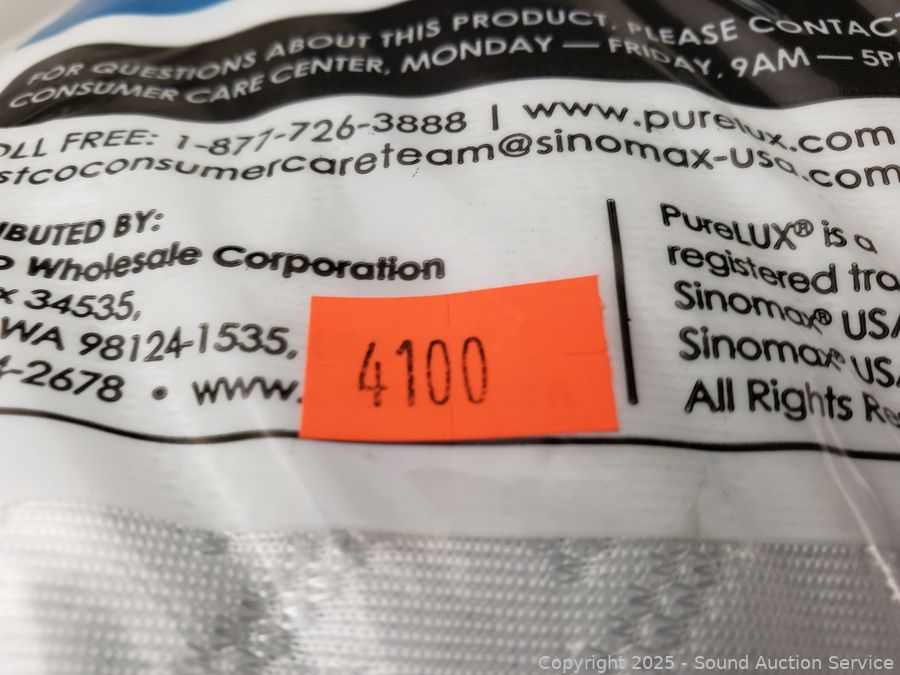 FOR QUESTIONS ABOUT THIS PRODUCT, PLEASE CONTACT
CONSUMER CARE CENTER, MONDAY — FRIDAY, 9AM — 5P
OLL FREE: 1-877-726-3888 | www.purelux.com
stcoconsumercareteam@sinomax-usa.com
IBUTED BY:
Wholesale Corporation
x 34535,
WA 98124-1535,
-2678 • www.
4100
PureLUX® is a
registered tra
Sinomax® USA
Sinomax® USA
All Rights Re
Copyright 2025 - Sound Auction Service